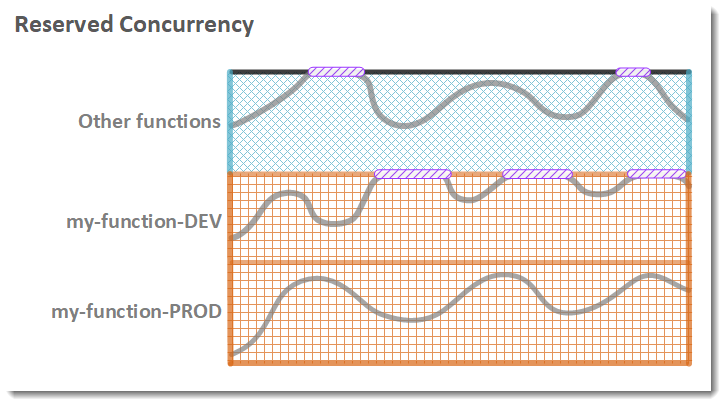 Reserved Concurrency
Other functions
my-function-DEV
my-function-PROD